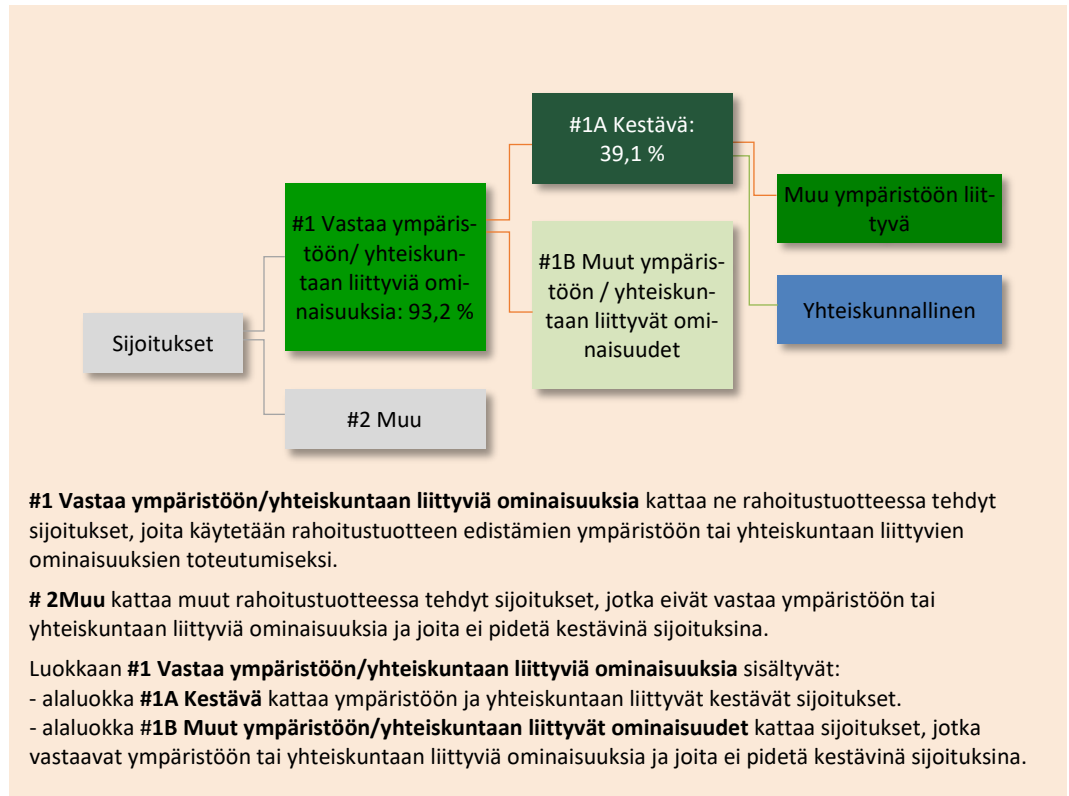 #1A Kestävä:
39,1 %
Muu ympäristöön liit-
tyvä
#1 Vastaa ympäris-
töön/ yhteiskun-
taan liittyviä omi-
naisuuksia: 93,2 %
#1B Muut ympäris-
töön / yhteiskun-
taan liittyvät omi-
naisuudet
Yhteiskunnallinen
Sijoitukset
#2 Muu
#1 Vastaa ympäristöön/yhteiskuntaan liittyviä ominaisuuksia kattaa ne rahoitustuotteessa tehdyt
sijoitukset, joita käytetään rahoitustuotteen edistämien ympäristöön tai yhteiskuntaan liittyvien
ominaisuuksien toteutumiseksi.
# 2Muu kattaa muut rahoitustuotteessa tehdyt sijoitukset, jotka eivät vastaa ympäristöön tai
yhteiskuntaan liittyviä ominaisuuksia ja joita ei pidetä kestävinä sijoituksina.
Luokkaan #1 Vastaa ympäristöön/yhteiskuntaan liittyviä ominaisuuksia sisältyvät:
- alaluokka #1A Kestävä kattaa ympäristöön ja yhteiskuntaan liittyvät kestävät sijoitukset.
- alaluokka #1B Muut ympäristöön/yhteiskuntaan liittyvät ominaisuudet kattaa sijoitukset, jotka
vastaavat ympäristöön tai yhteiskuntaan liittyviä ominaisuuksia ja joita ei pidetä kestävinä sijoituksina.